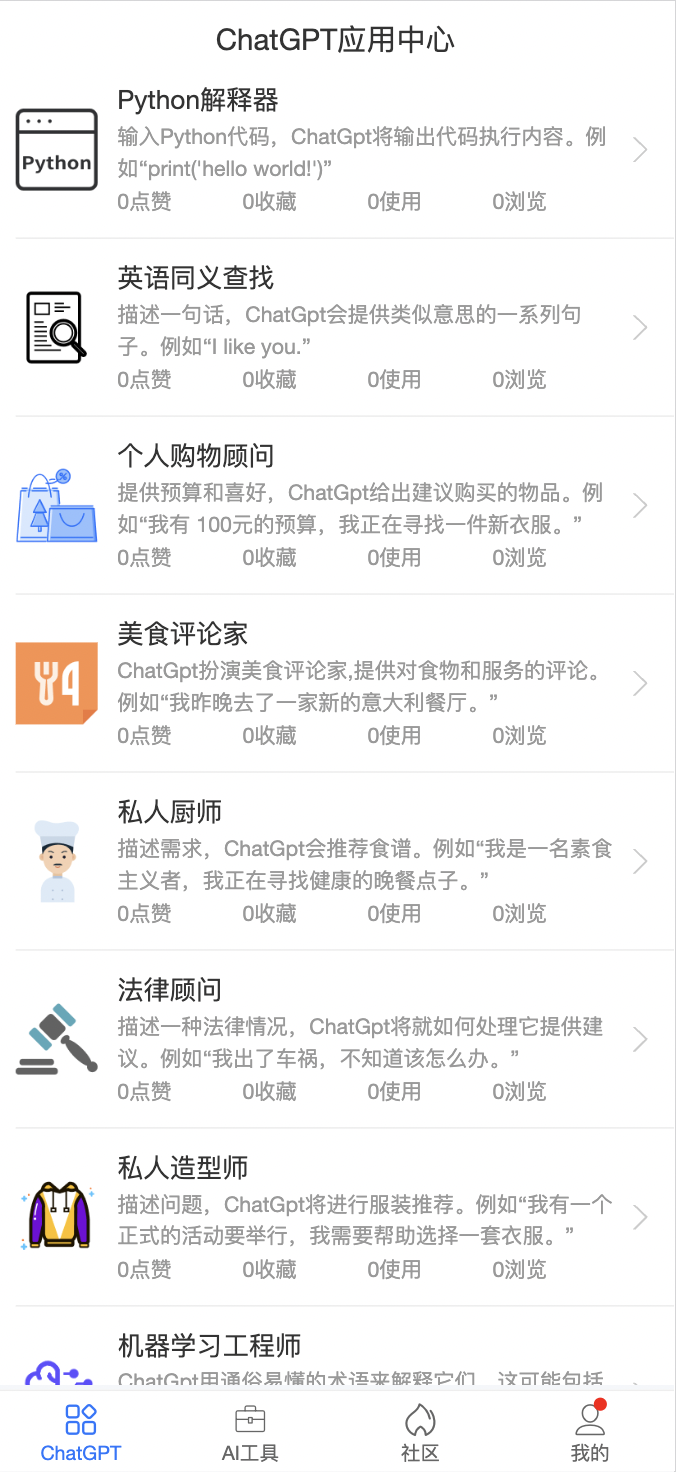 ChatGPT应用中心
Python解释器
Python
输入Python代码，ChatGpt将输出代码执行内容。例
如“print('hello world!')”
0点赞 0收藏 0使用 0浏览
英语同义查找
描述一句话，ChatGpt会提供类似意思的一系列句
子。例如“I like you.”
0点赞 0收藏 0使用 0浏览
个人购物顾问
%
提供预算和喜好，ChatGpt给出建议购买的物品。例
如“我有 100元的预算，我正在寻找一件新衣服。”
0点赞 0收藏 0使用 0浏览
美食评论家
ChatGpt扮演美食评论家,提供对食物和服务的评论。
例如“我昨晚去了一家新的意大利餐厅。”
0点赞 0收藏 0使用 0浏览
私人厨师
描述需求，ChatGpt会推荐食谱。例如“我是一名素食
主义者，我正在寻找健康的晚餐点子。”
0点赞 0收藏 0使用 0浏览
法律顾问
描述一种法律情况，ChatGpt将就如何处理它提供建
议。例如“我出了车祸，不知道该怎么办。”
0点赞 0收藏 0使用 0浏览
私人造型师
描述问题，ChatGpt将进行服装推荐。例如“我有一个
正式的活动要举行，我需要帮助选择一套衣服。”
0点赞 0收藏 0使用 0浏览
机器学习工程师
ChatGpt用通俗易懂的术语来解释它们，这可能包括
ChatGPT AI工具 社区 我的